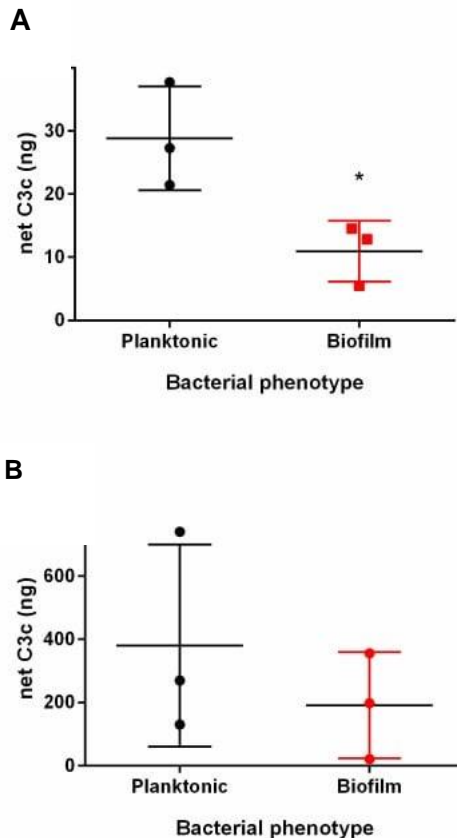 A
net C3c (ng)
30
20
10
0
*
Planktonic Biofilm
Bacterial phenotype
B
net C3c (ng)
600
400
200
0
Planktonic Biofilm
Bacterial phenotype